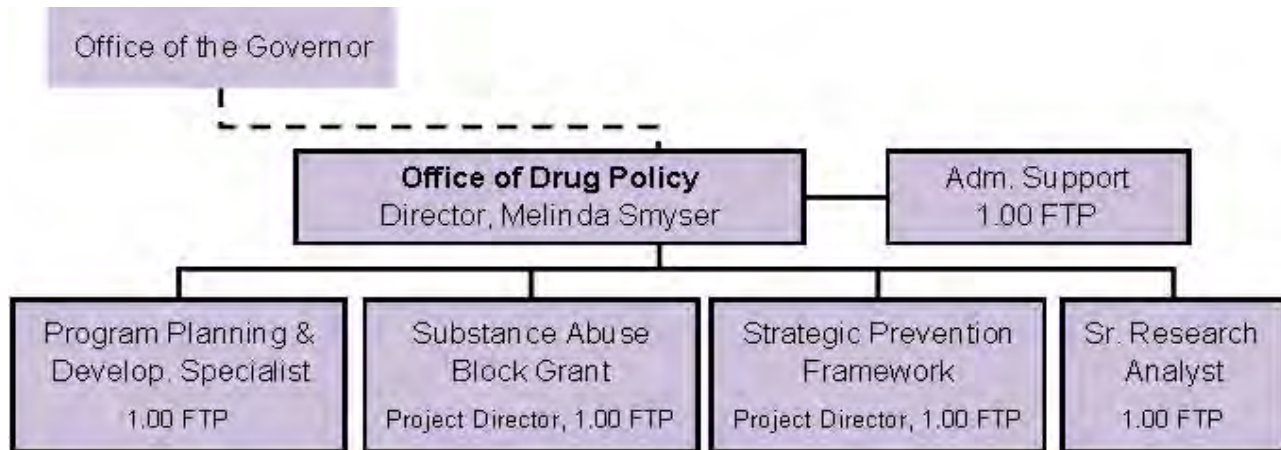 Office of the Governor
Office of Drug Policy
Director, Melinda Smyser
Adm. Support
1.00 FTP
Program Planning &
Develop. Specialist
1.00 FTP
Substance Abuse
Block Grant
Project Director, 1.00 FTP
Strategic Prevention
Framework
Project Director, 1.00 FTP
Sr. Research
Analyst
1.00 FTP